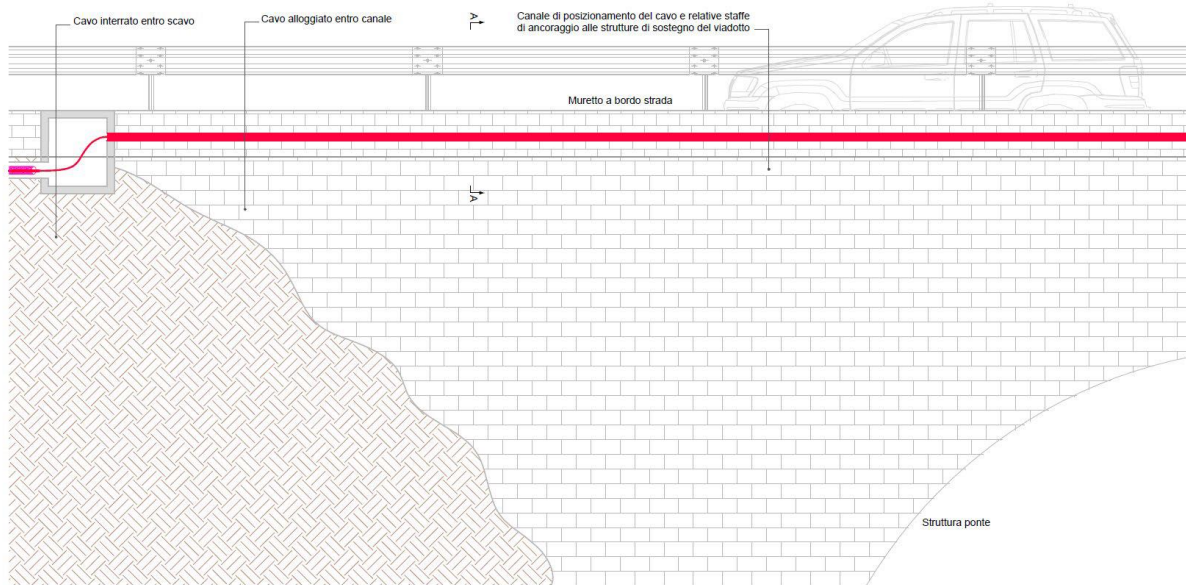 Cavo interrato entro scavo
Cavo alloggiato entro canale
A
Canale di posizionamento del cavo e relative staffe
di ancoraggio alle strutture di sostegno del viadotto
Muretto a bordo strada
A
Struttura ponte